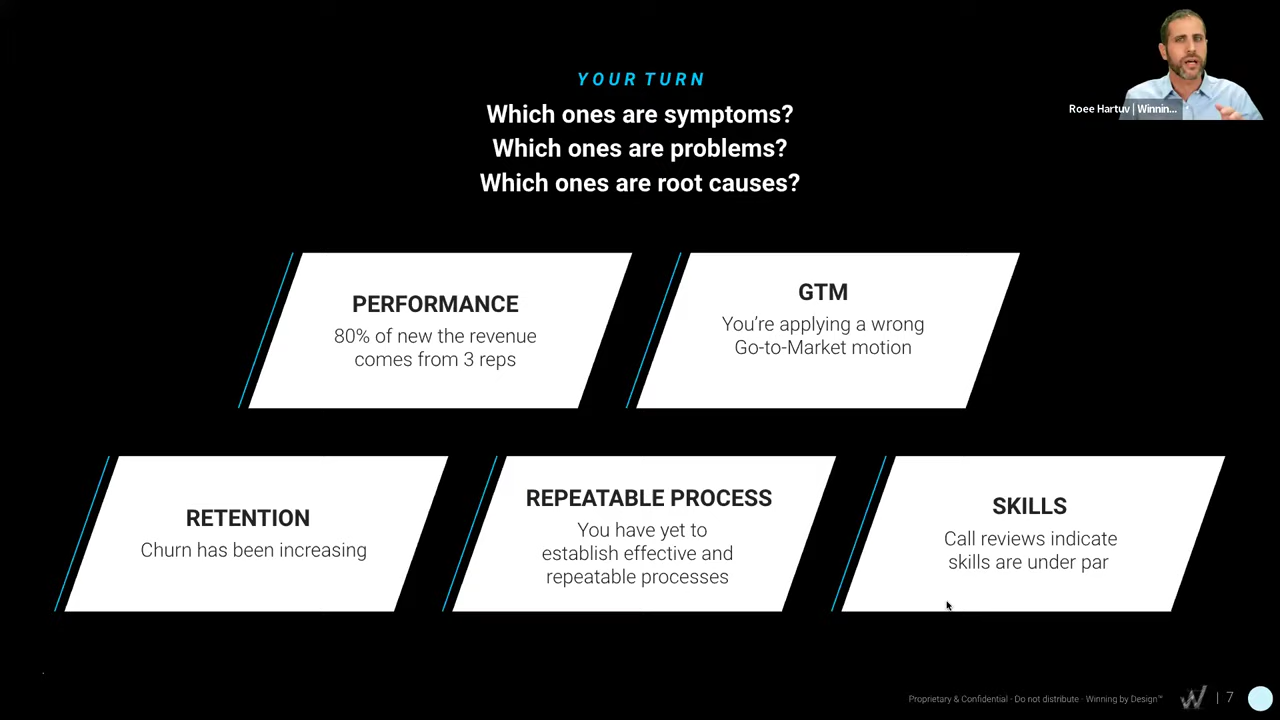 YOUR TURN
Which ones are symptoms?
Which ones are problems?
Which ones are root causes?
Roee Hartuv | Winnin...
PERFORMANCE
80% of new the revenue
comes from 3 reps
GTM
You're applying a wrong
Go-to-Market motion
RETENTION
Churn has been increasing
REPEATABLE PROCESS
You have yet to
establish effective and
repeatable processes
SKILLS
Call reviews indicate
skills are under par
Proprietary & Confidential · Do not distribute · Winning by Design™
| 7